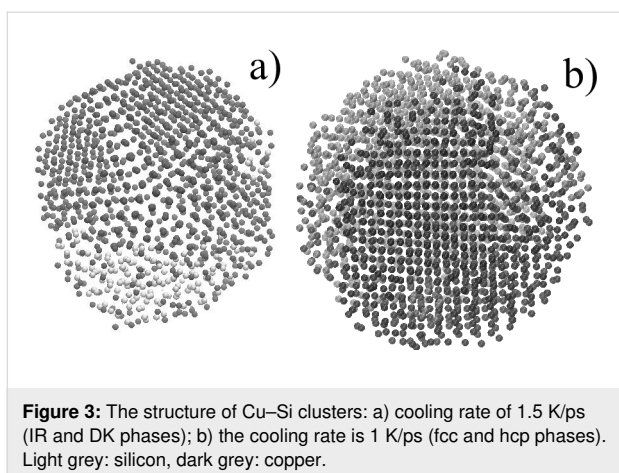 a)
b)
Figure 3: The structure of Cu–Si clusters: a) cooling rate of 1.5 K/ps
(IR and DK phases); b) the cooling rate is 1 K/ps (fcc and hcp phases).
Light grey: silicon, dark grey: copper.